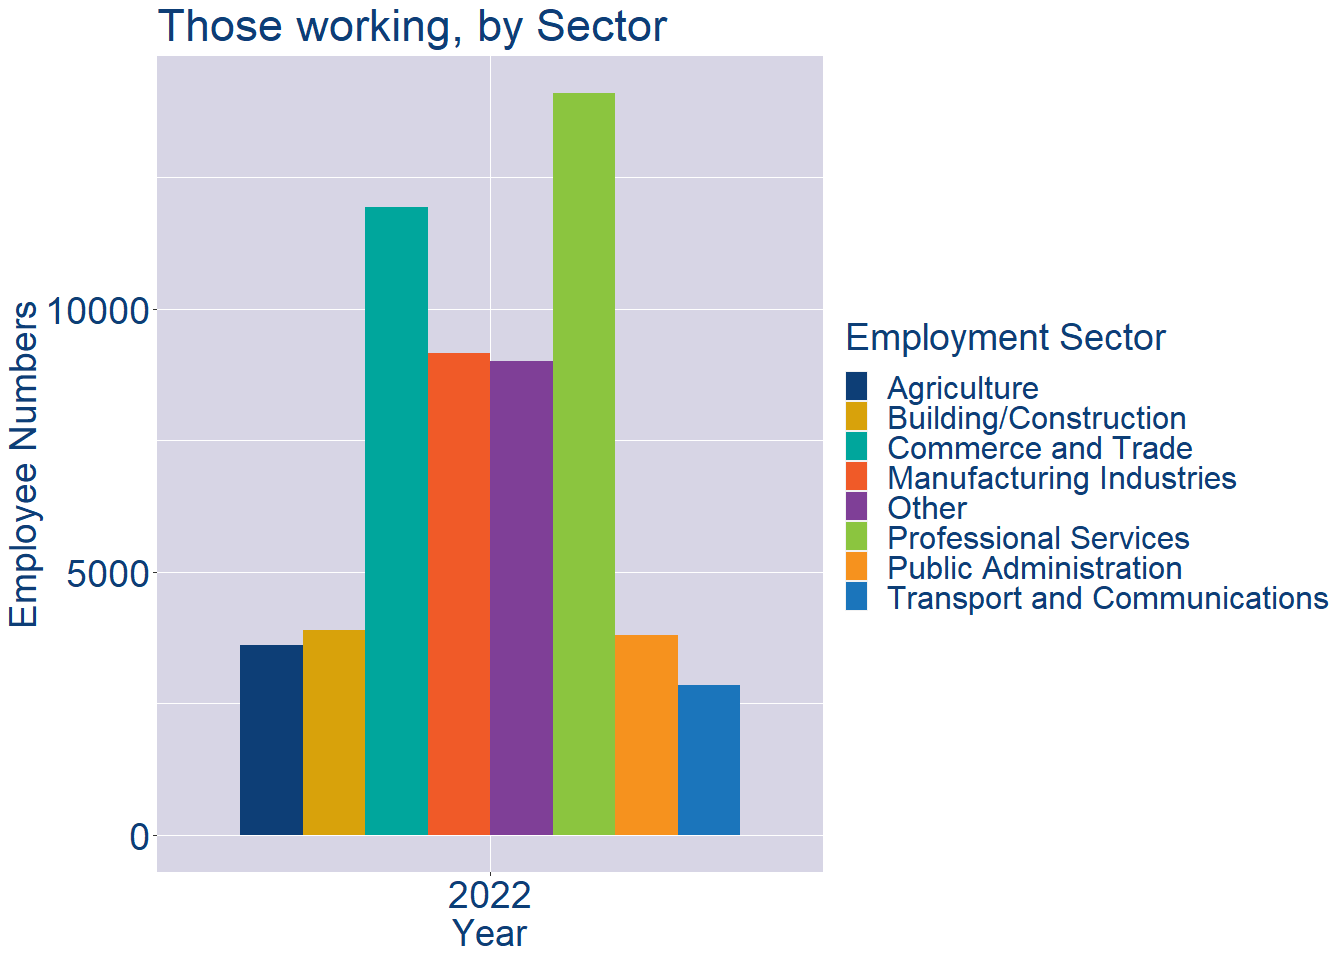 Those working, by Sector
Employee Numbers
10000
5000
0
2022
Year
Employment Sector
Agriculture
Building/Construction
Commerce and Trade
Manufacturing Industries
Other
Professional Services
Public Administration
Transport and Communications